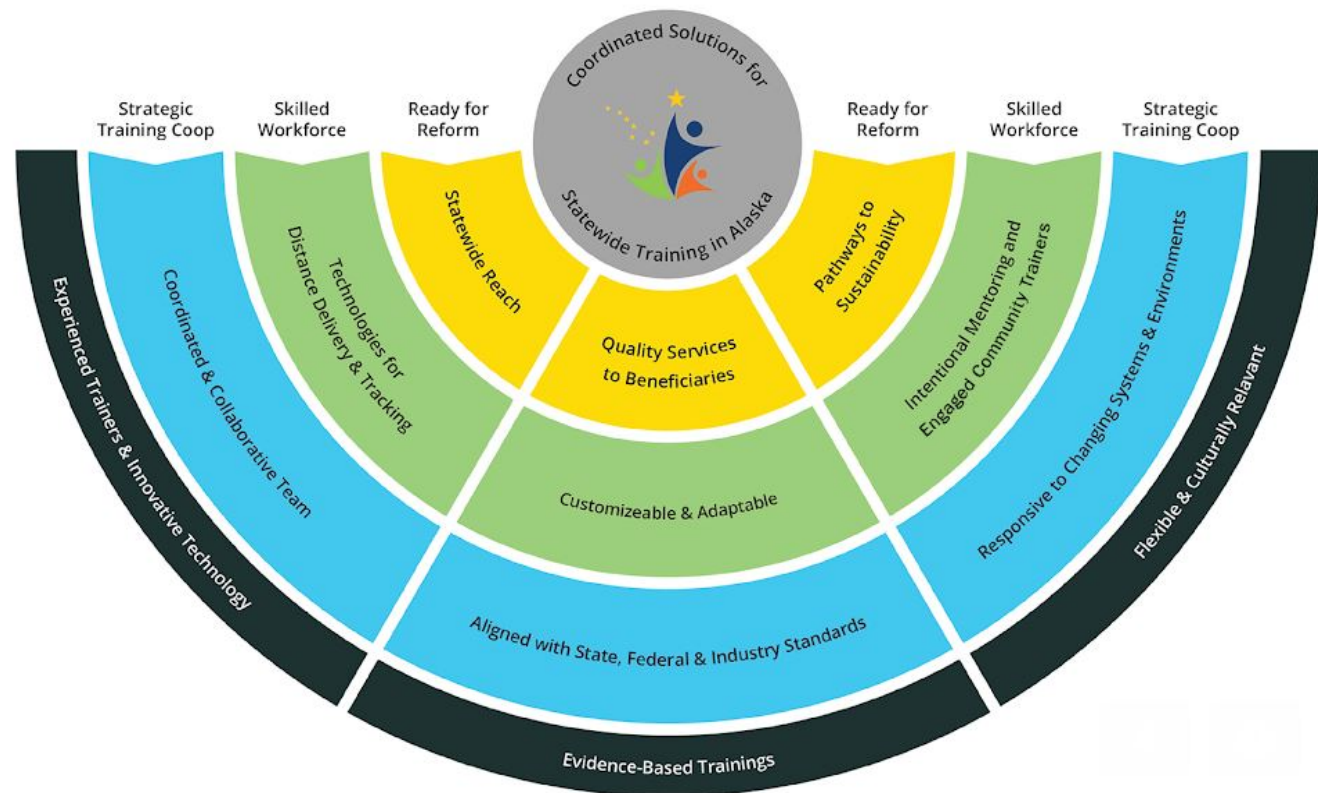 Coordinated Solutions for
Statewide Training in Alaska
Strategic
Training Coop
Skilled
Workforce
Ready for
Reform
Ready for
Reform
Skilled
Workforce
Strategic
Training Coop
Statewide Reach
Quality Services
to Beneficiaries
Pathways to
Sustainability
Technologies for
Distance Delivery & Tracking
Customizeable & Adaptable
Intentional Mentoring and
Engaged Community Trainers
Coordinated & Collaborative Team
Aligned with State, Federal & Industry Standards
Responsive to Changing Systems & Environments
Experienced Trainers & Innovative Technology
Evidence-Based Trainings
Flexible & Culturally Relavant